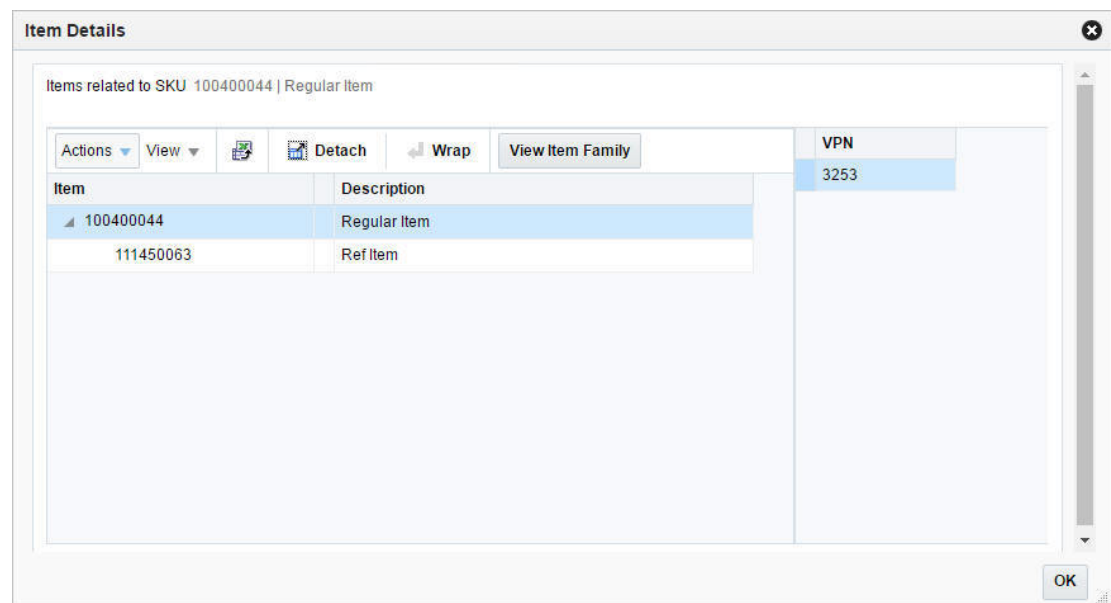 Item Details
Items related to SKU 100400044 | Regular Item
Actions View Detach Wrap View Item Family
VPN
3253
Item Description
100400044 Regular Item
111450063 Ref Item
OK